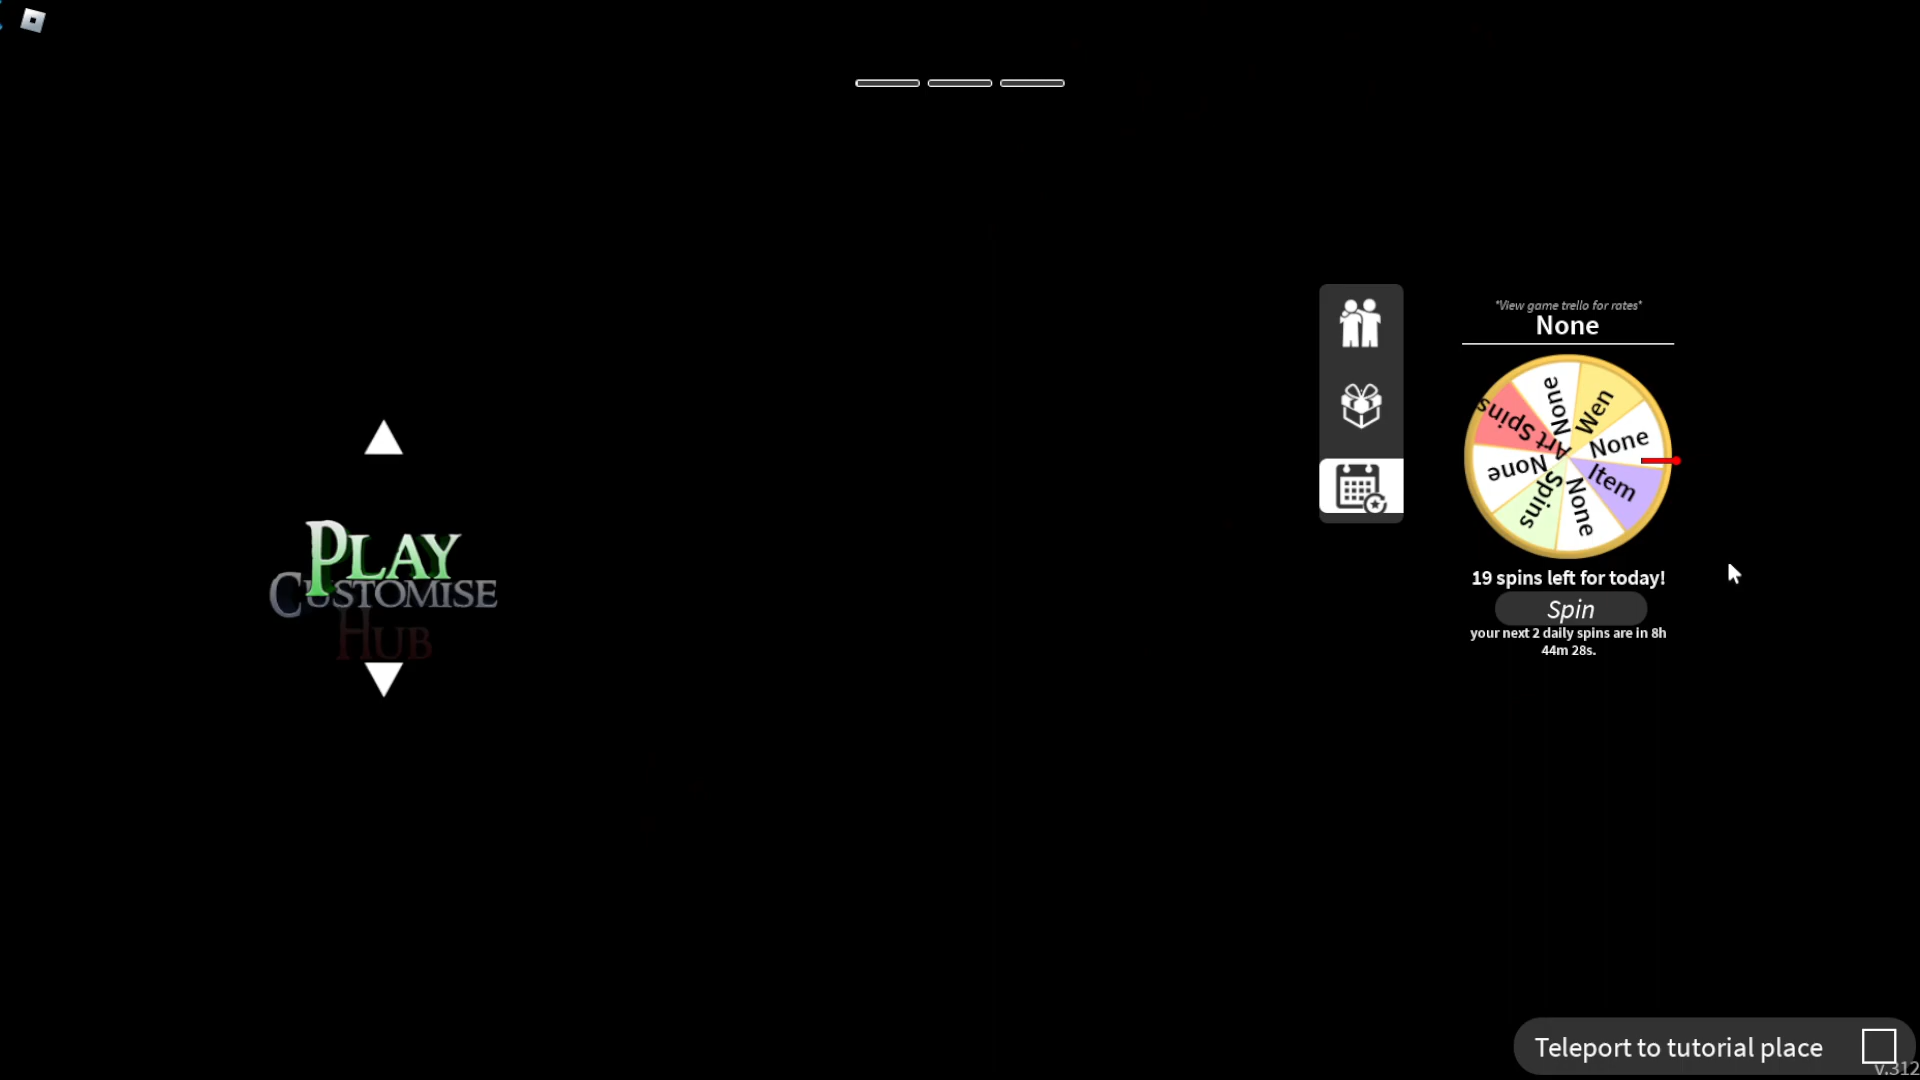 *View game trello for rates*
None
None
Wen
None
Item
None
Spins
None
Art Spins
19 spins left for today!
Spin
your next 2 daily spins are in 8h
44m 28s.
PLAY
CUSTOMISE
HUB
Teleport to tutorial place
v.312